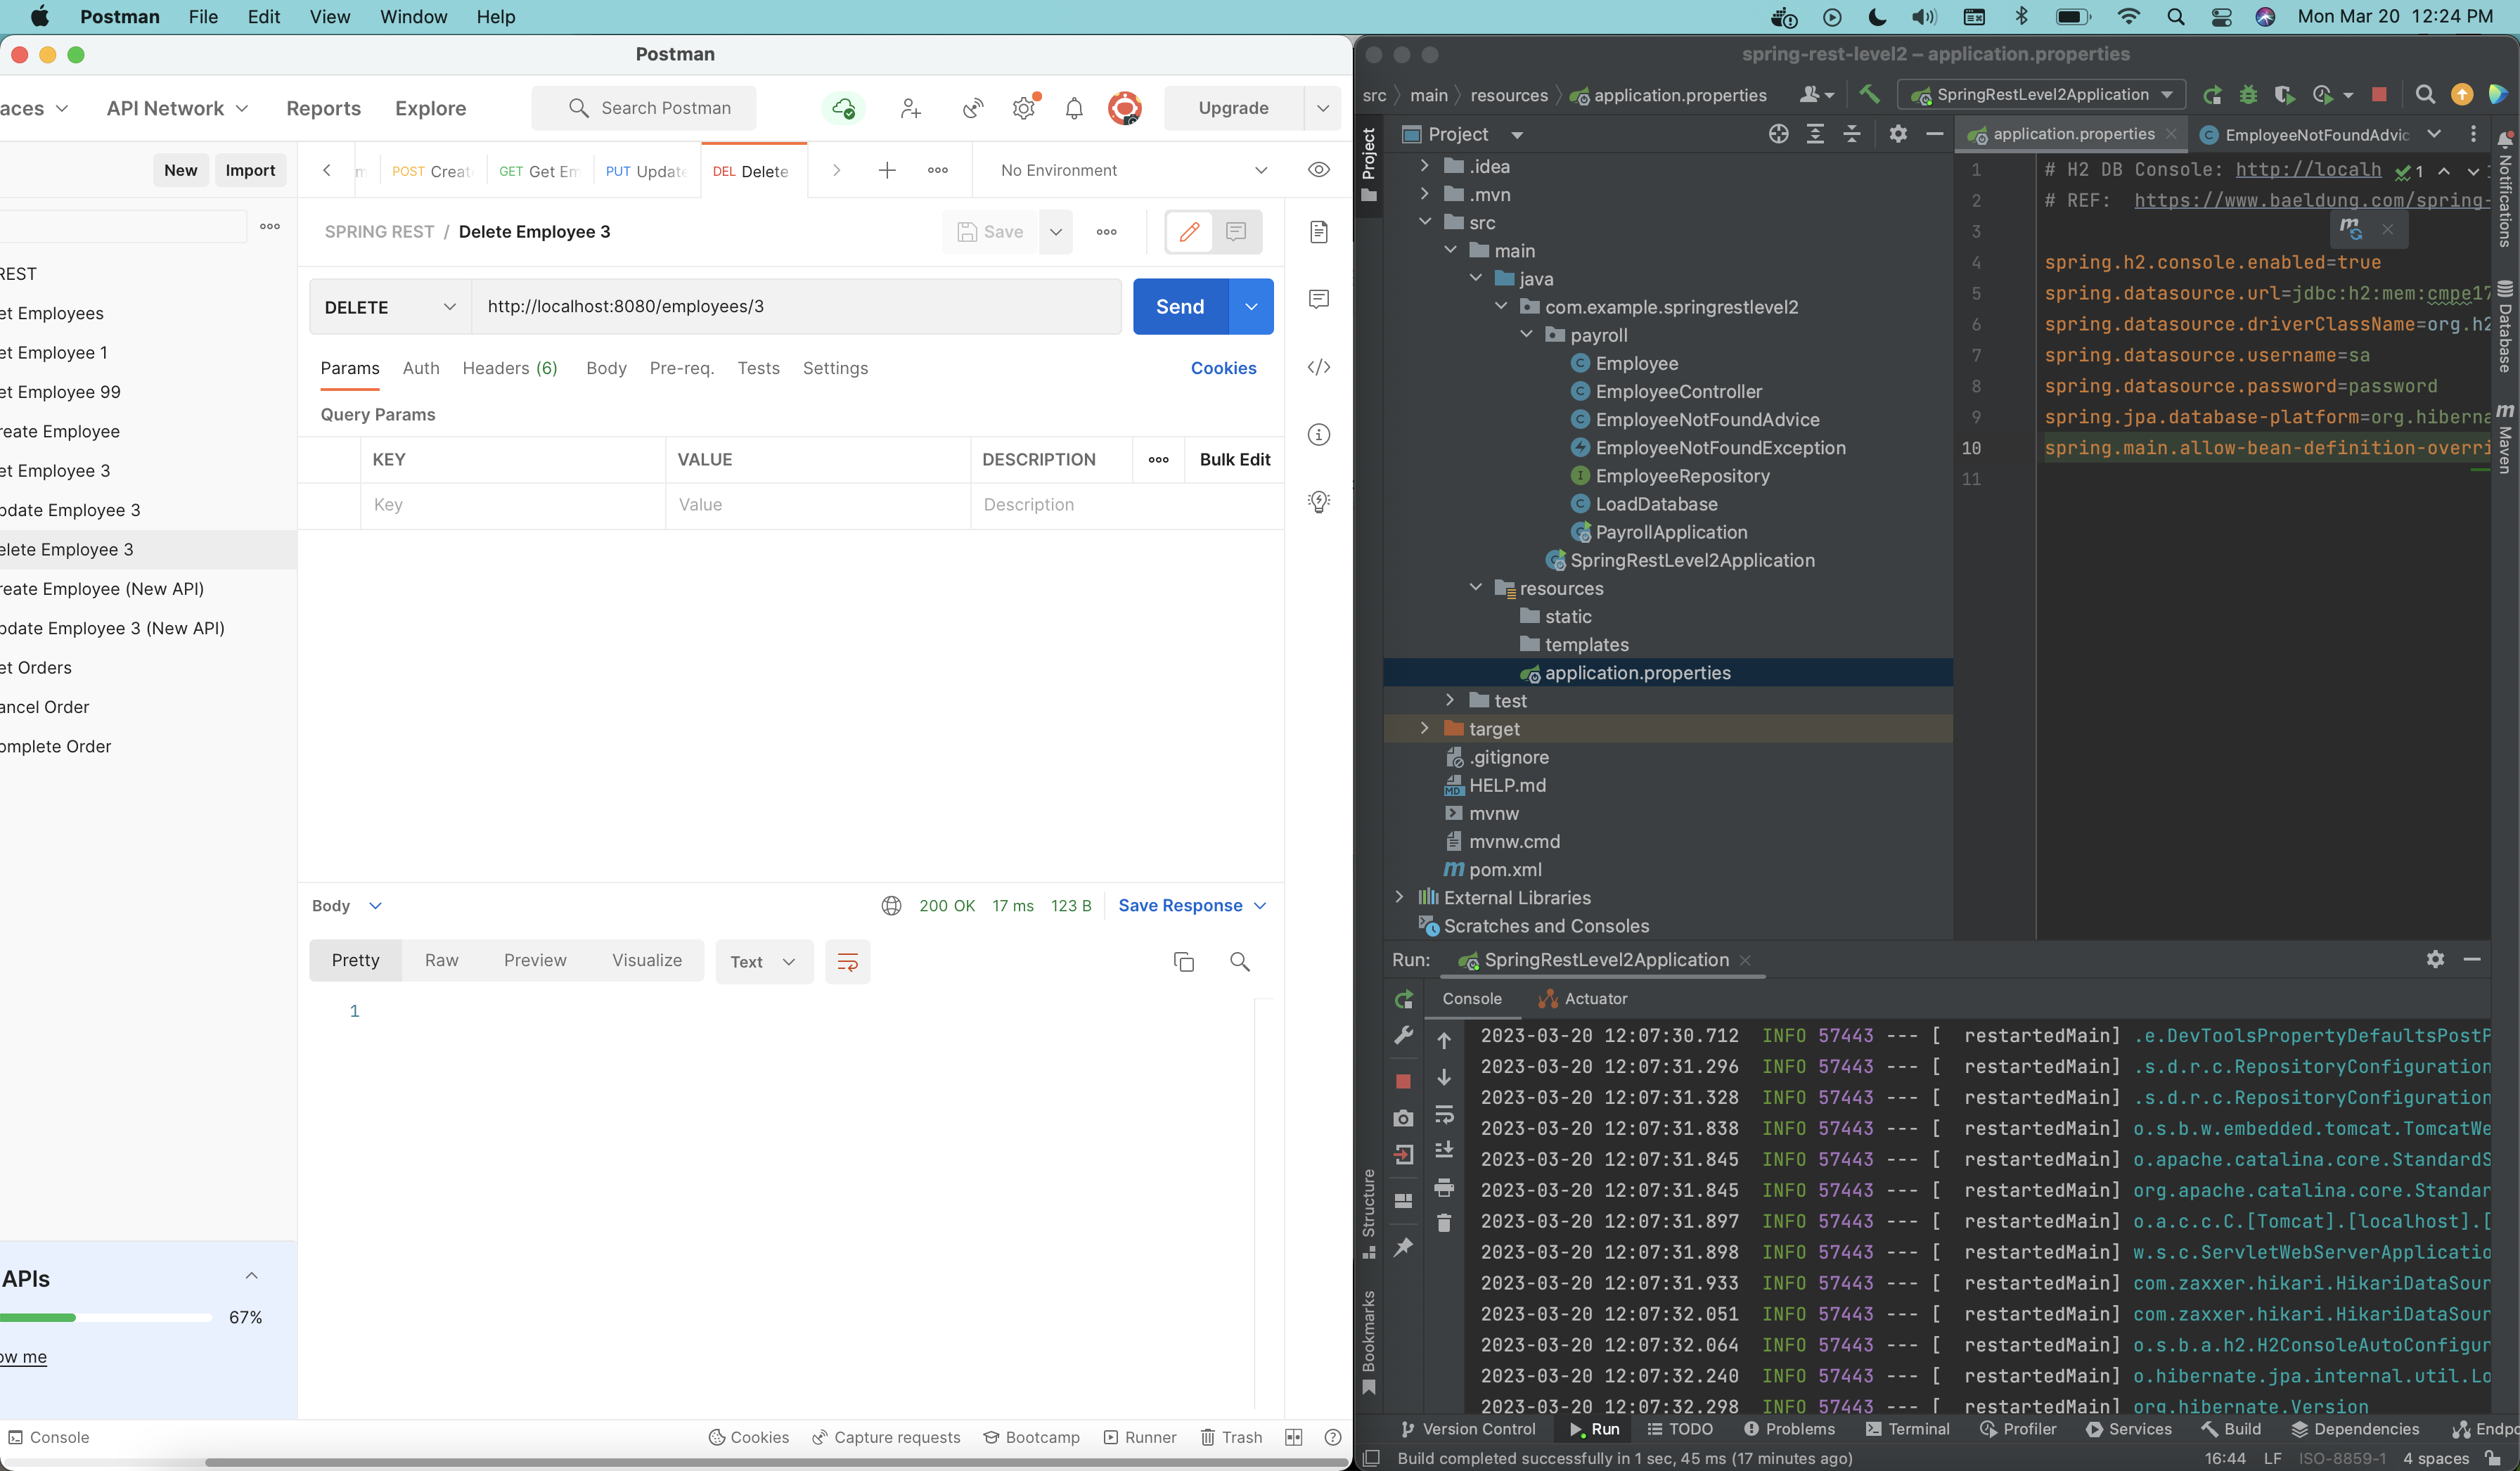 Postman File Edit View Window Help Mon Mar 20 12:24 PM
Postman
aces API Network Reports Explore Search Postman Upgrade
New Import
POST Creat GET Get Em PUT Update DEL Delete No Environment
SPRING REST / Delete Employee 3 Save
DELETE http://localhost:8080/employees/3 Send
Params Auth Headers (6) Body Pre-req. Tests Settings Cookies
Query Params
KEY VALUE DESCRIPTION Bulk Edit
Key Value Description
REST
et Employees
et Employee 1
et Employee 99
reate Employee
et Employee 3
pdate Employee 3
elete Employee 3
reate Employee (New API)
pdate Employee 3 (New API)
et Orders
ancel Order
omplete Order
APIs
67%
ow me
Body 200 OK 17 ms 123 B Save Response
Pretty Raw Preview Visualize Text
1
Console Cookies Capture requests Bootcamp Runner Trash
spring-rest-level2 – application.properties
src main resources application.properties SpringRestLevel2Application
Project
Project
.idea
.mvn
src
main
java
com.example.springrestlevel2
payroll
Employee
EmployeeController
EmployeeNotFoundAdvice
EmployeeNotFoundException
EmployeeRepository
LoadDatabase
PayrollApplication
SpringRestLevel2Application
resources
static
templates
application.properties
test
target
.gitignore
HELP.md
mvnw
mvnw.cmd
pom.xml
External Libraries
Scratches and Consoles
application.properties EmployeeNotFoundAdvic
1 # H2 DB Console: http://localh 1
2 # REF: https://www.baeldung.com/spring-
3
4 spring.h2.console.enabled=true
5 spring.datasource.url=jdbc:h2:mem:cmpe17
6 spring.datasource.driverClassName=org.h2
7 spring.datasource.username=sa
8 spring.datasource.password=password
9 spring.jpa.database-platform=org.hiberna
10 spring.main.allow-bean-definition-overri
11
Notifications
Database
Maven
Run: SpringRestLevel2Application
Console Actuator
2023-03-20 12:07:30.712 INFO 57443 --- [ restartedMain] .e.DevToolsPropertyDefaultsPostP
2023-03-20 12:07:31.296 INFO 57443 --- [ restartedMain] .s.d.r.c.RepositoryConfiguration
2023-03-20 12:07:31.328 INFO 57443 --- [ restartedMain] .s.d.r.c.RepositoryConfiguration
2023-03-20 12:07:31.838 INFO 57443 --- [ restartedMain] o.s.b.w.embedded.tomcat.TomcatWe
2023-03-20 12:07:31.845 INFO 57443 --- [ restartedMain] o.apache.catalina.core.StandardS
2023-03-20 12:07:31.845 INFO 57443 --- [ restartedMain] org.apache.catalina.core.Standar
2023-03-20 12:07:31.897 INFO 57443 --- [ restartedMain] o.a.c.c.C.[Tomcat].[localhost].[
2023-03-20 12:07:31.898 INFO 57443 --- [ restartedMain] w.s.c.ServletWebServerApplicatio
2023-03-20 12:07:31.933 INFO 57443 --- [ restartedMain] com.zaxxer.hikari.HikariDataSour
2023-03-20 12:07:32.051 INFO 57443 --- [ restartedMain] com.zaxxer.hikari.HikariDataSour
2023-03-20 12:07:32.064 INFO 57443 --- [ restartedMain] o.s.b.a.h2.H2ConsoleAutoConfigur
2023-03-20 12:07:32.240 INFO 57443 --- [ restartedMain] o.hibernate.jpa.internal.util.Lo
2023-03-20 12:07:32.298 INFO 57443 --- [ restartedMain] org.hibernate.Version
Structure
Bookmarks
Version Control Run TODO Problems Terminal Profiler Services Build Dependencies Endpo
Build completed successfully in 1 sec, 45 ms (17 minutes ago) 16:44 LF ISO-8859-1 4 spaces